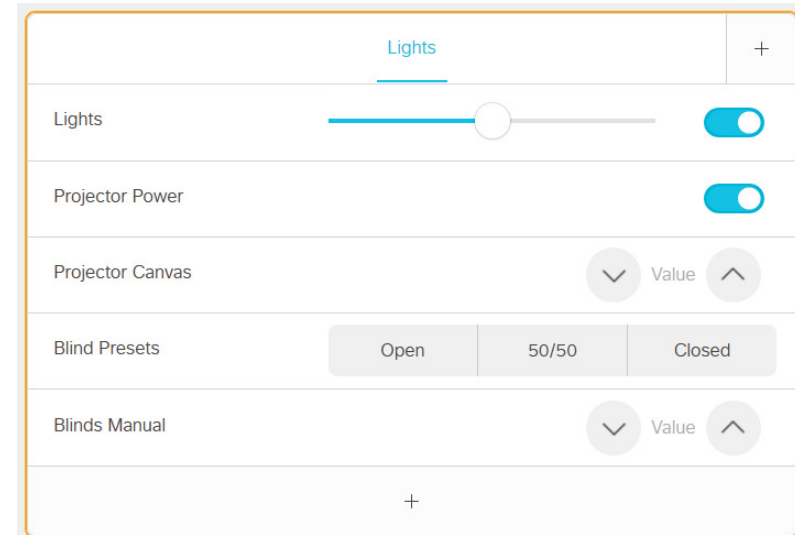 Lights +
Lights
Projector Power
Projector Canvas Value
Blind Presets Open 50/50 Closed
Blinds Manual Value
+